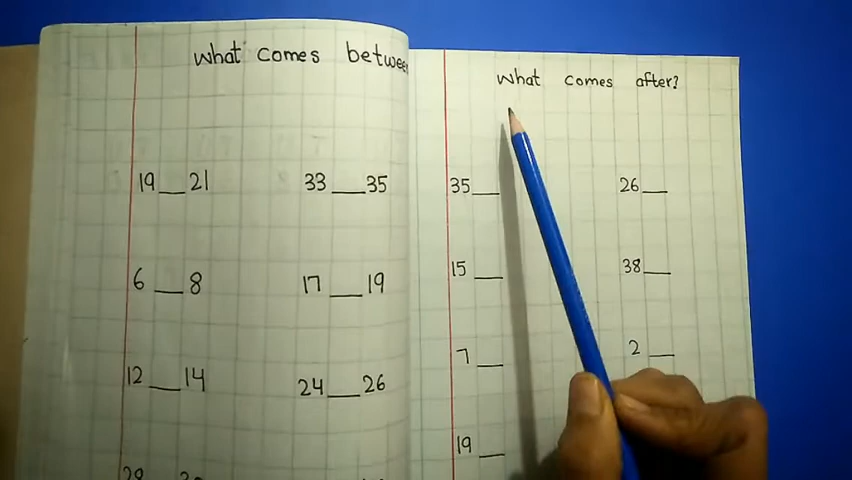 what comes between
19 __ 21 33 __ 35
6 __ 8 17 __ 19
12 __ 14 24 __ 26
What comes after?
35 __ 26 __
15 __ 38 __
7 __ 2 __
19 __